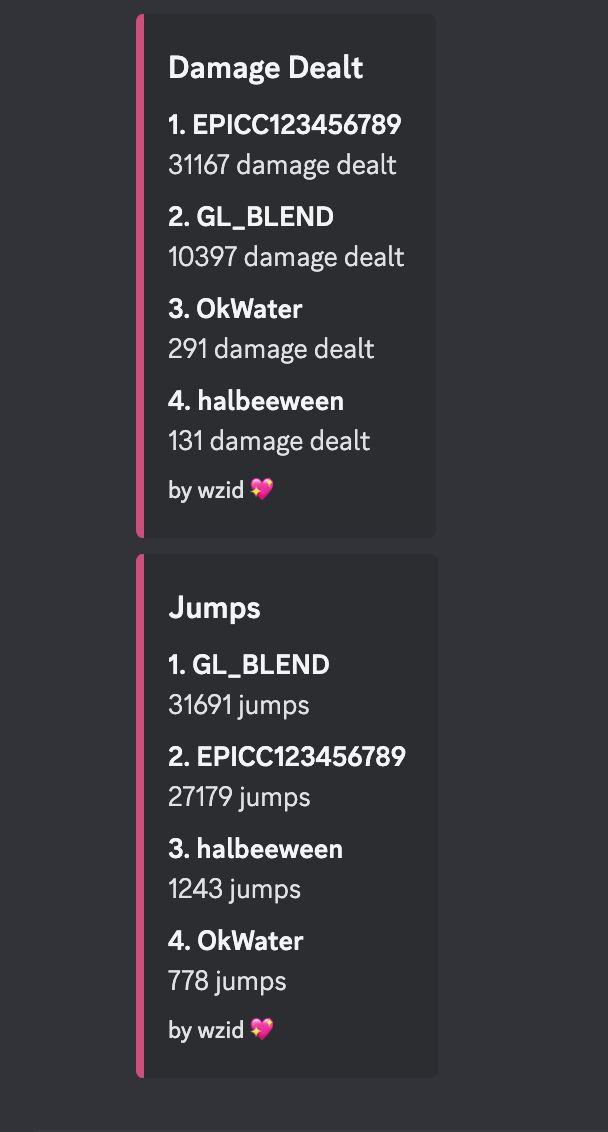 Damage Dealt
1. EPICC123456789
31167 damage dealt
2. GL_BLEND
10397 damage dealt
3. OkWater
291 damage dealt
4. halbeeween
131 damage dealt
by wzid 💖
Jumps
1. GL_BLEND
31691 jumps
2. EPICC123456789
27179 jumps
3. halbeeween
1243 jumps
4. OkWater
778 jumps
by wzid 💖